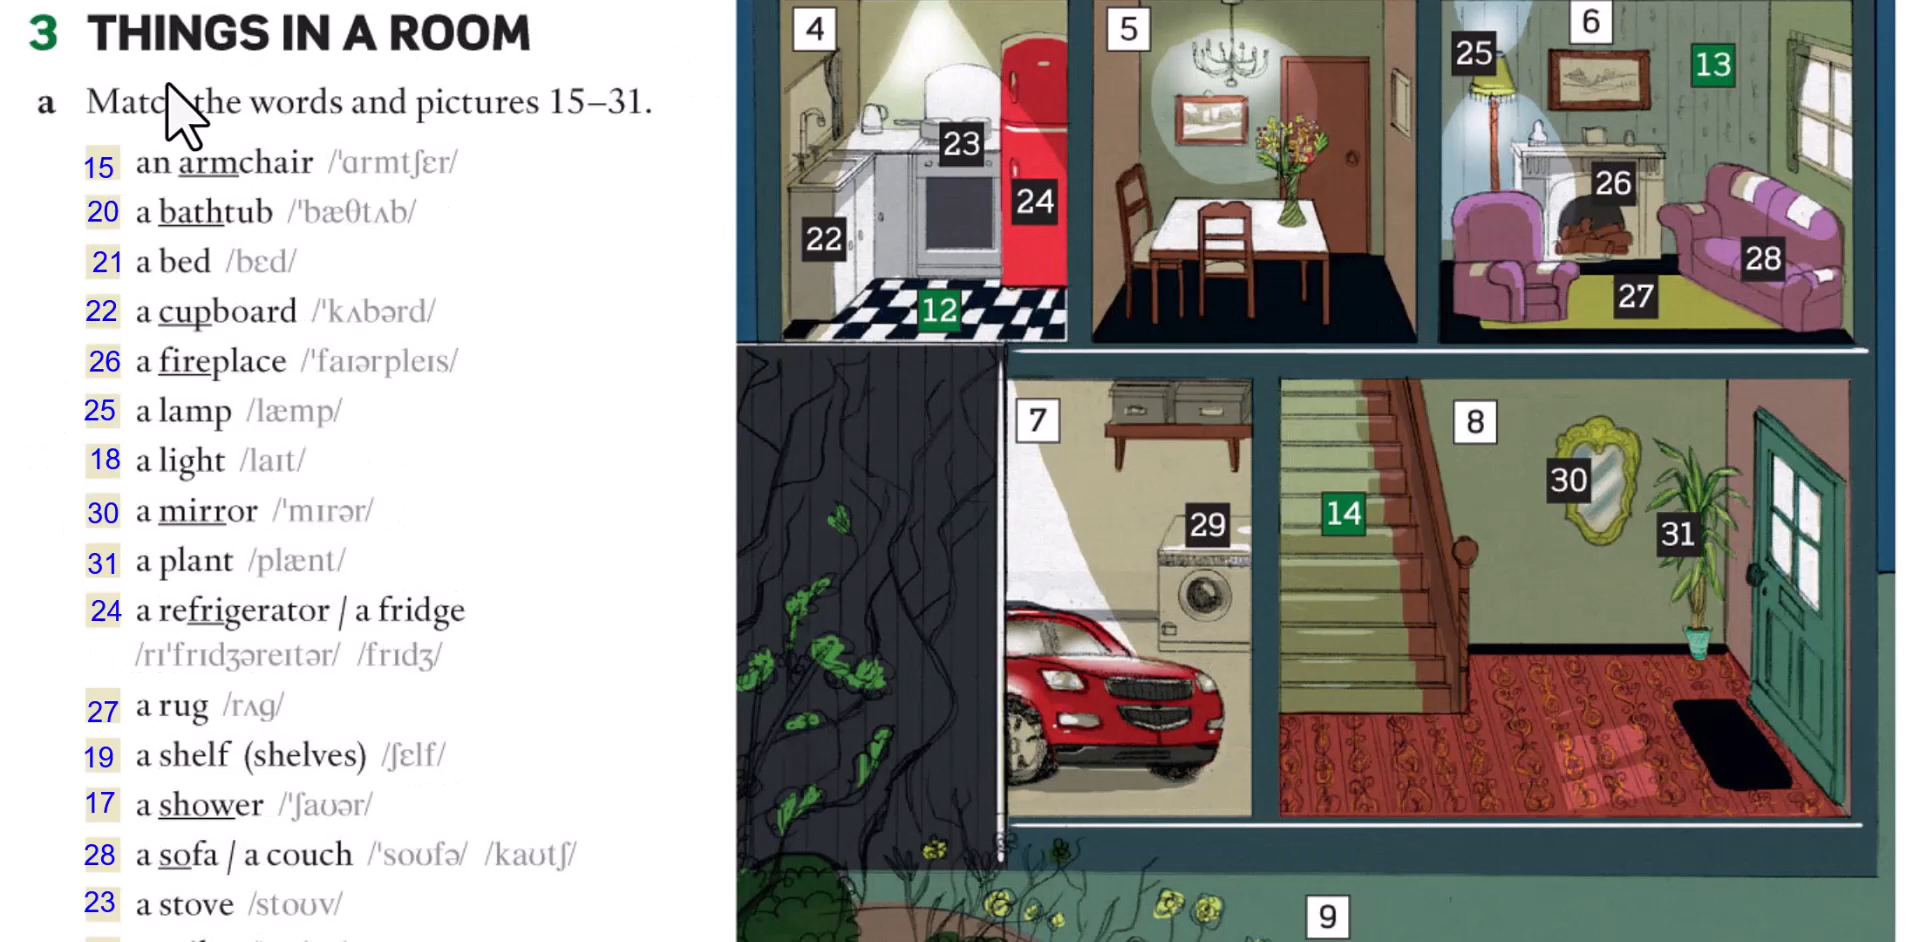 3 THINGS IN A ROOM
a Match the words and pictures 15–31.
15 an armchair /ˈɑrmtʃɛr/
20 a bathtub /ˈbæθtʌb/
21 a bed /bɛd/
22 a cupboard /ˈkʌbərd/
26 a fireplace /ˈfaɪərpleɪs/
25 a lamp /læmp/
18 a light /laɪt/
30 a mirror /ˈmɪrər/
31 a plant /plænt/
24 a refrigerator / a fridge
/rɪˈfrɪdʒəreɪtər/ /frɪdʒ/
27 a rug /rʌg/
19 a shelf (shelves) /ʃɛlf/
17 a shower /ˈʃaʊər/
28 a sofa / a couch /ˈsoʊfə/ /kaʊtʃ/
23 a stove /stoʊv/
4
23
24
22
12
5
6
25
13
26
28
27
7
29
8
14
30
31
9